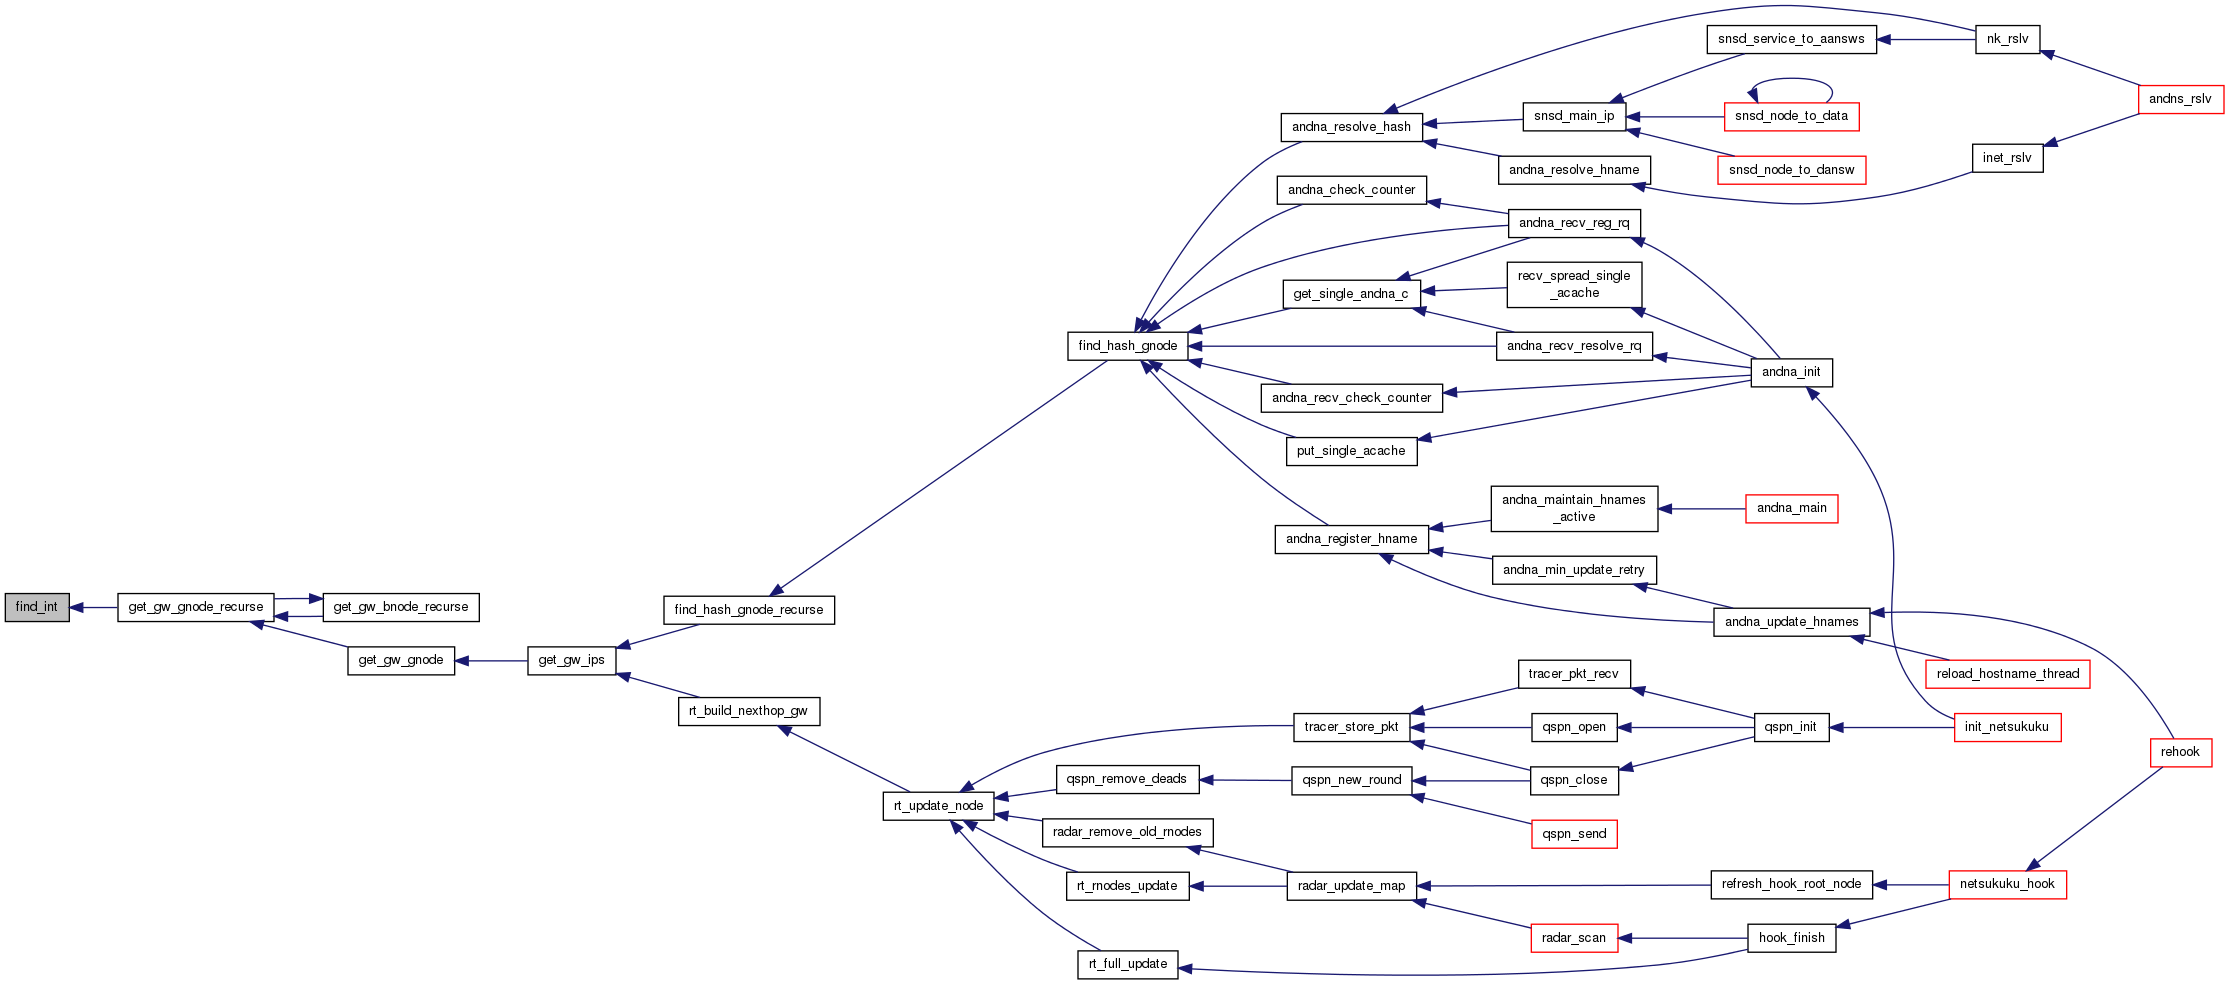 find_int
get_gw_gnode_recurse
get_gw_bnode_recurse
get_gw_gnode
get_gw_ips
find_hash_gnode_recurse
rt_build_nexthop_gw
find_hash_gnode
rt_update_node
andna_resolve_hash
andna_check_counter
get_single_andna_c
andna_recv_check_counter
put_single_acache
andna_register_hname
tracer_store_pkt
qspn_remove_deads
qspn_new_round
radar_remove_old_rnodes
rt_rnodes_update
radar_update_map
rt_full_update
snsd_service_to_aansws
snsd_main_ip
snsd_node_to_data
andna_resolve_hname
snsd_node_to_dansw
nk_rslv
inet_rslv
andns_rslv
andna_recv_reg_rq
recv_spread_single
_acache
andna_recv_resolve_rq
andna_init
andna_maintain_hnames
_active
andna_main
andna_min_update_retry
andna_update_hnames
reload_hostname_thread
tracer_pkt_recv
qspn_open
qspn_init
init_netsukuku
qspn_close
qspn_send
rehook
refresh_hook_root_node
netsukuku_hook
radar_scan
hook_finish